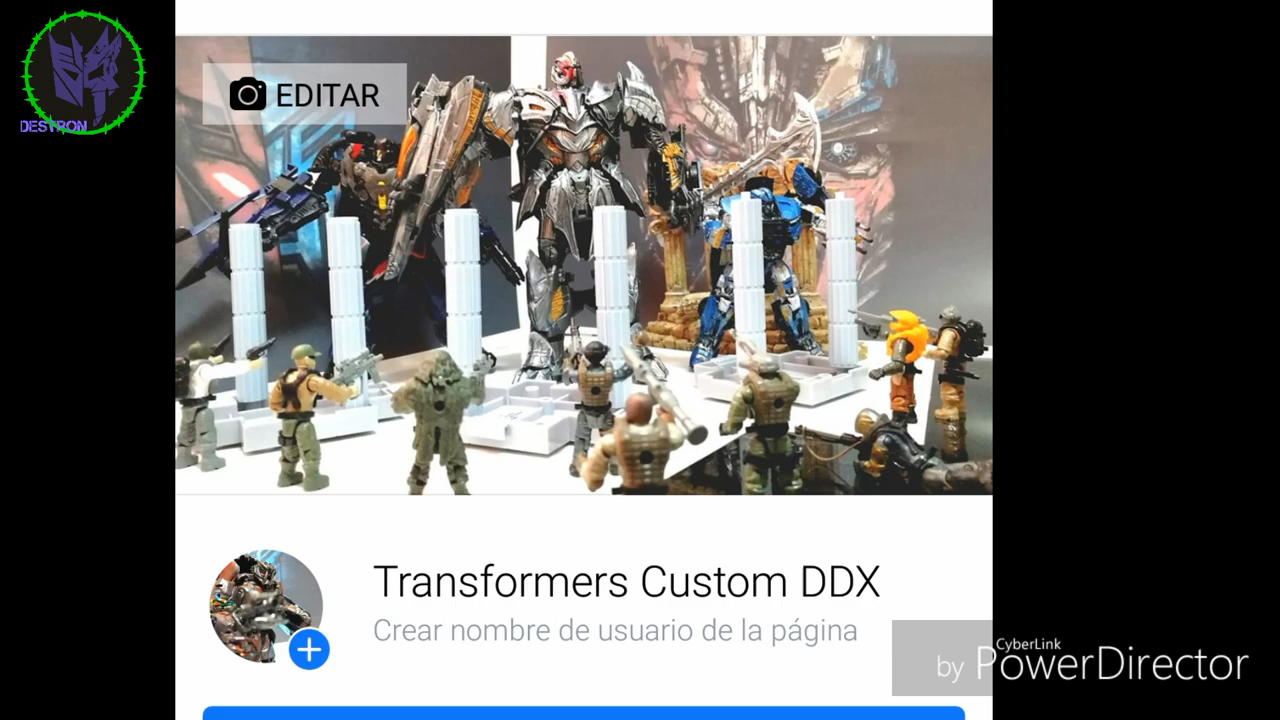 DESTRON
EDITAR
Transformers Custom DDX
Crear nombre de usuario de la página
CyberLink
by PowerDirector